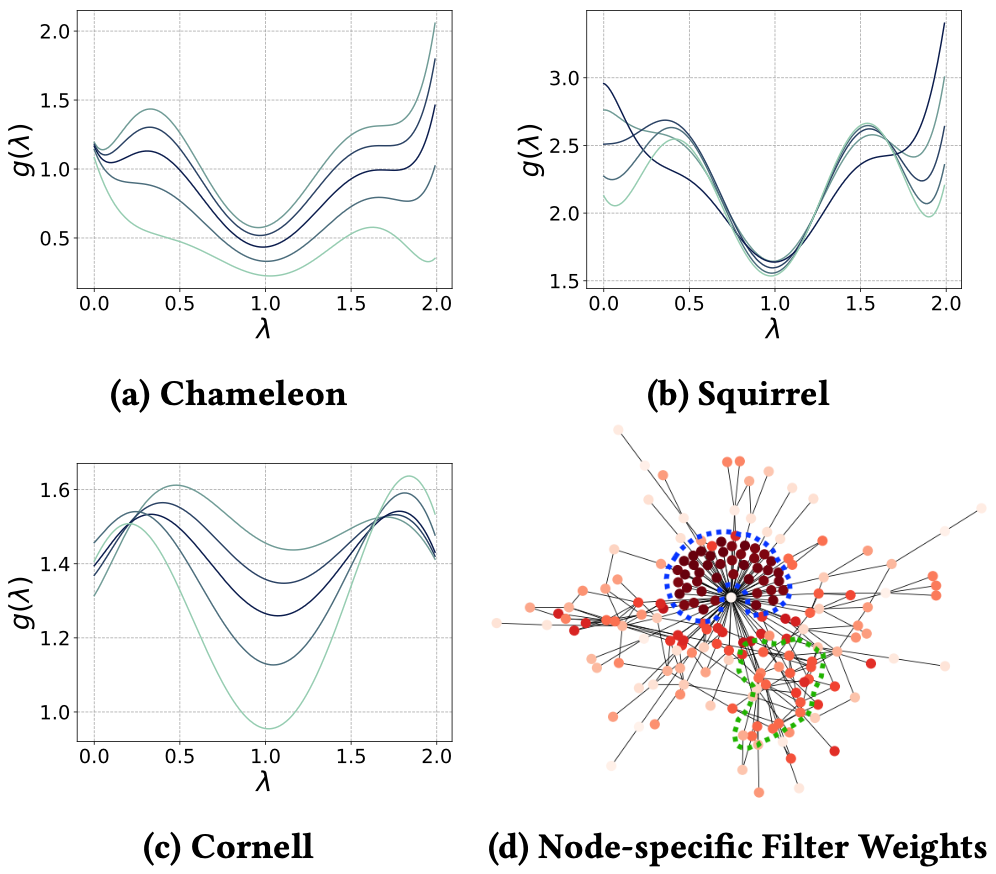 2.0
1.5
1.0
0.5
g(λ)
0.0 0.5 1.0 1.5 2.0
λ
(a) Chameleon
3.0
2.5
2.0
1.5
g(λ)
0.0 0.5 1.0 1.5 2.0
λ
(b) Squirrel
1.6
1.4
1.2
1.0
g(λ)
0.0 0.5 1.0 1.5 2.0
λ
(c) Cornell
(d) Node-specific Filter Weights